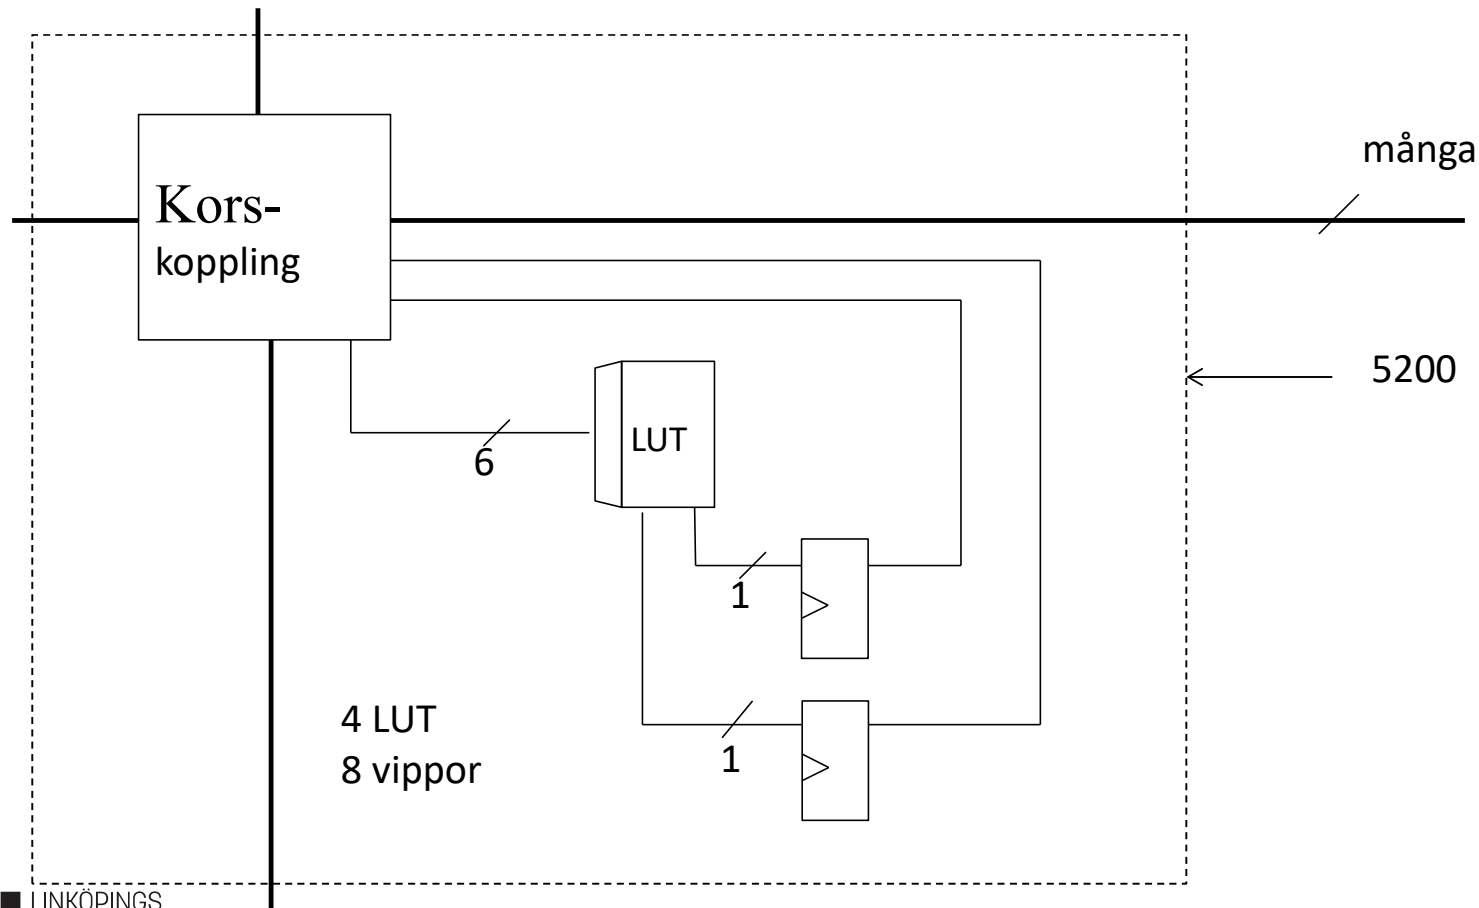 många
Kors-
koppling
5200
LUT
6
1
4 LUT
8 vippor
1
LINKÖPINGS